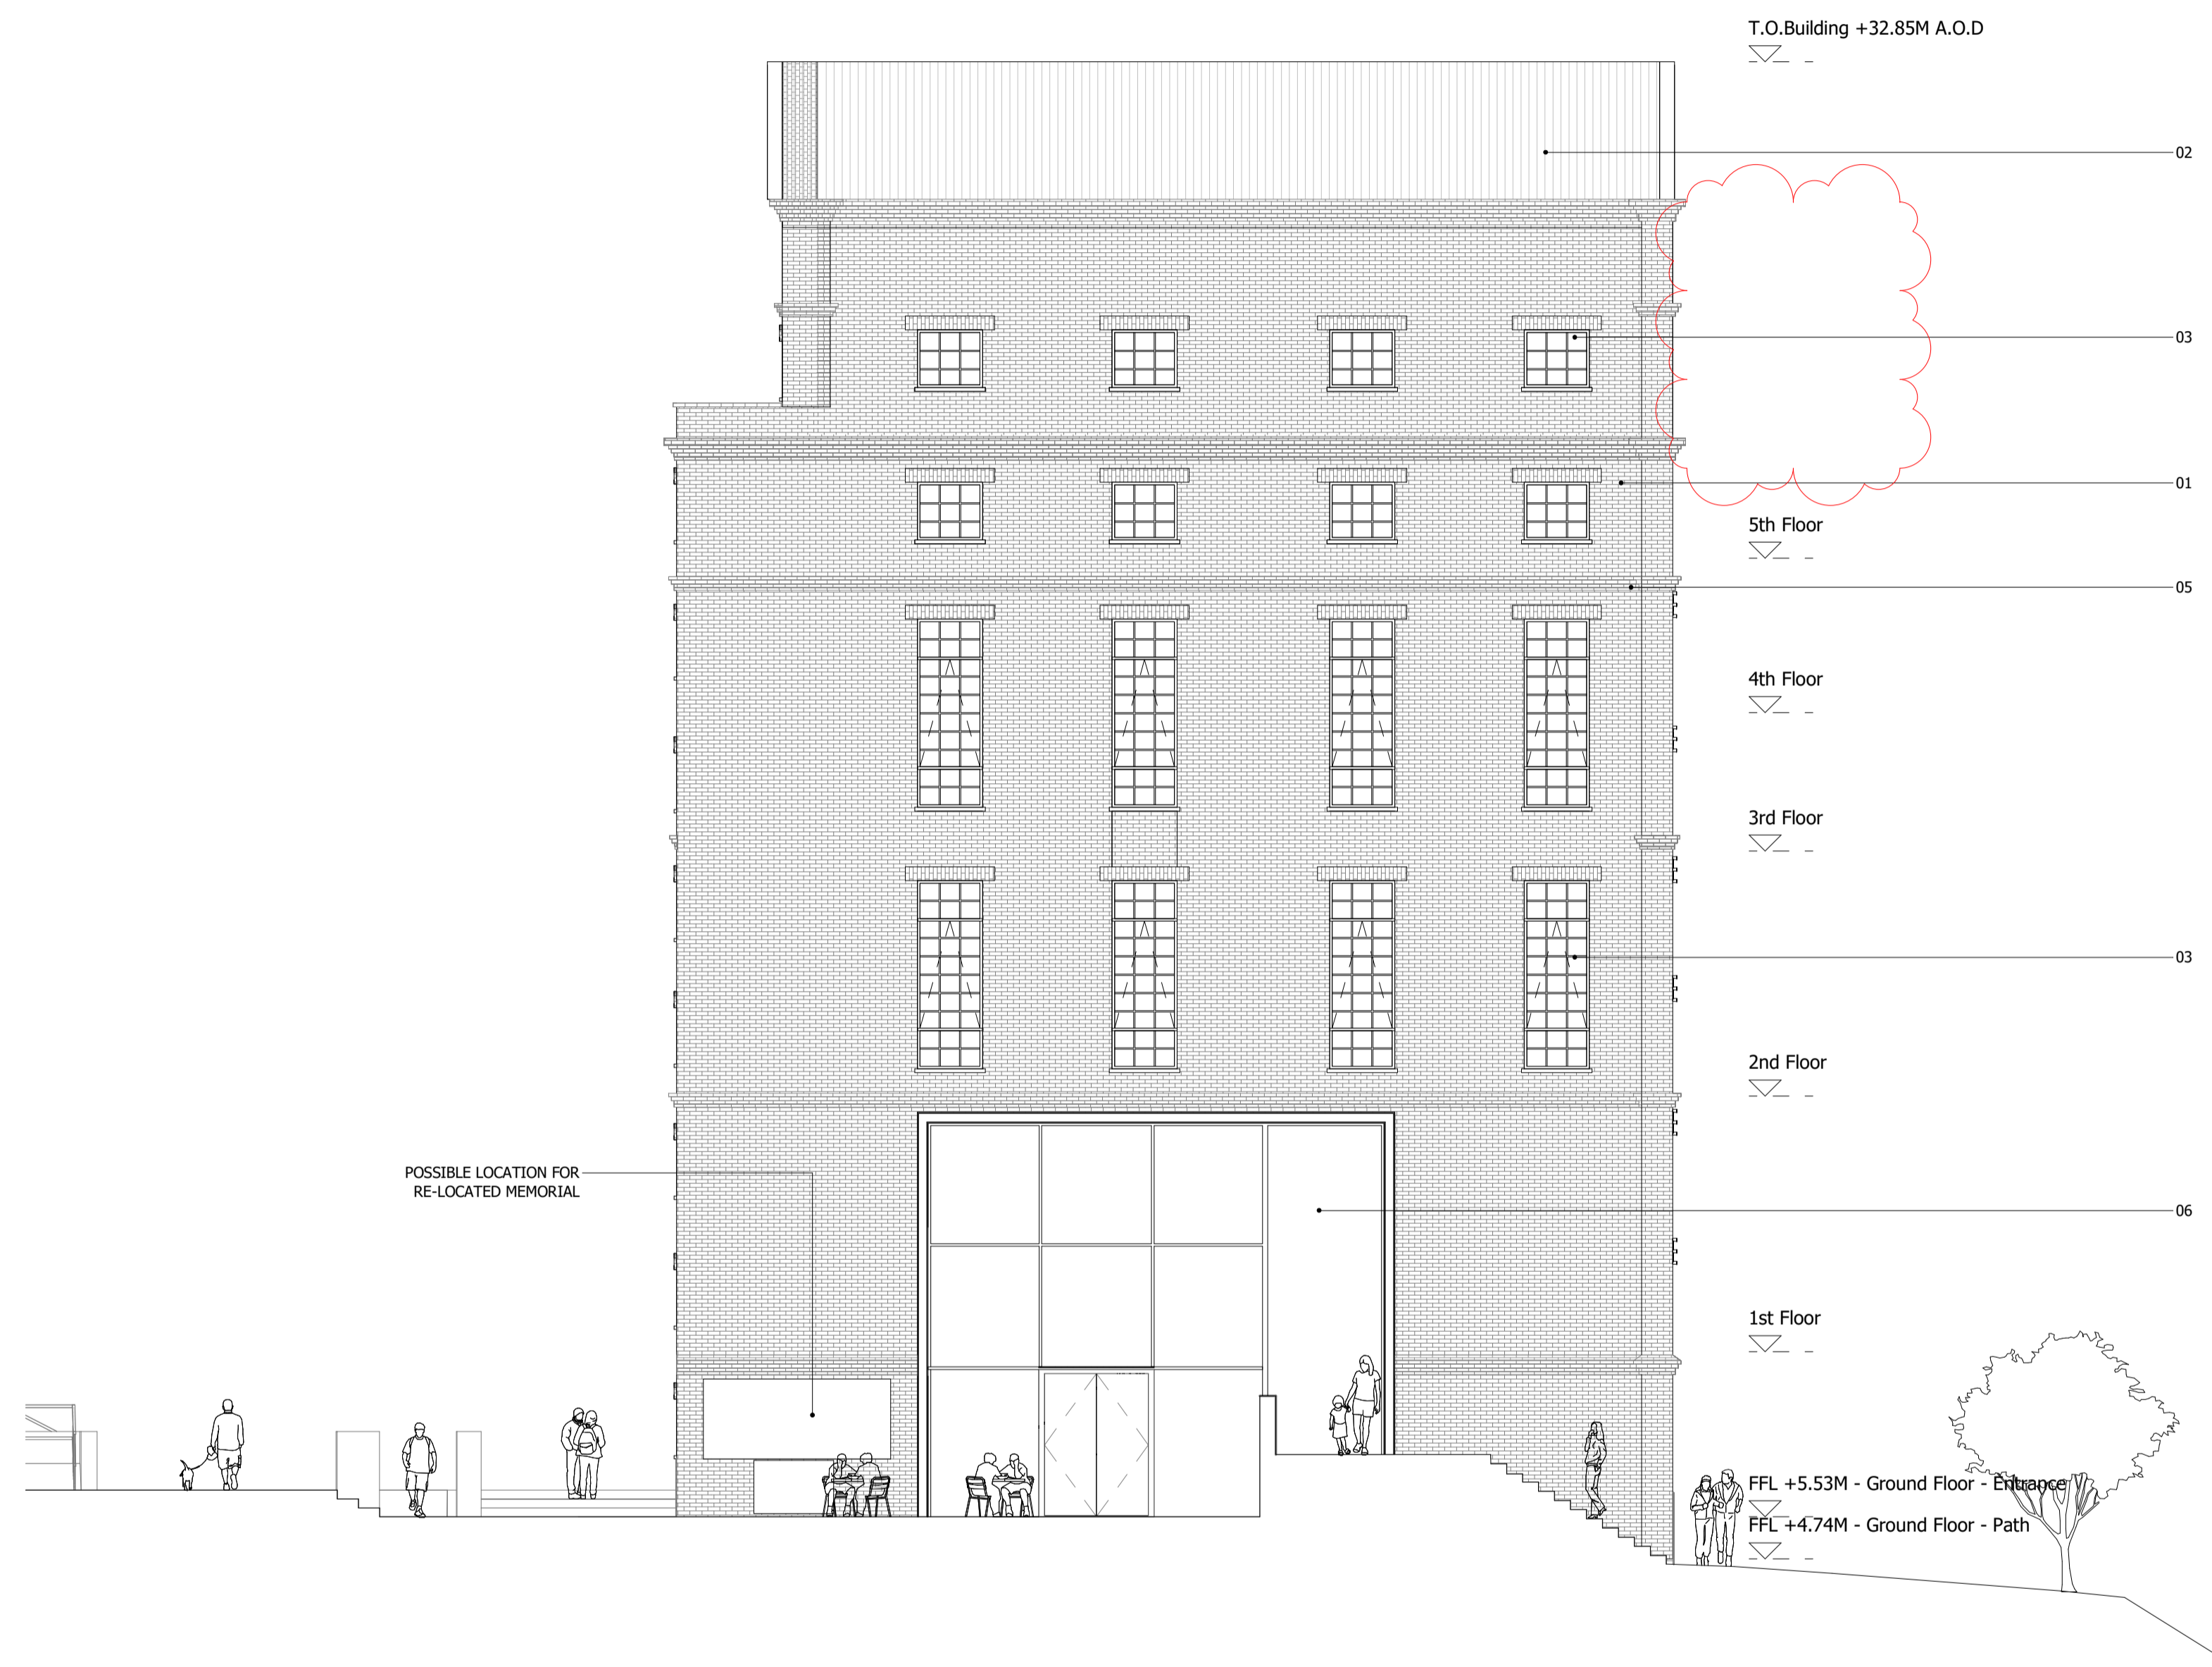 T.O.Building +32.85M A.O.D
02
03
01
5th Floor
05
4th Floor
3rd Floor
03
2nd Floor
POSSIBLE LOCATION FOR
RE-LOCATED MEMORIAL
06
1st Floor
FFL +5.53M - Ground Floor - Entrance
FFL +4.74M - Ground Floor - Path